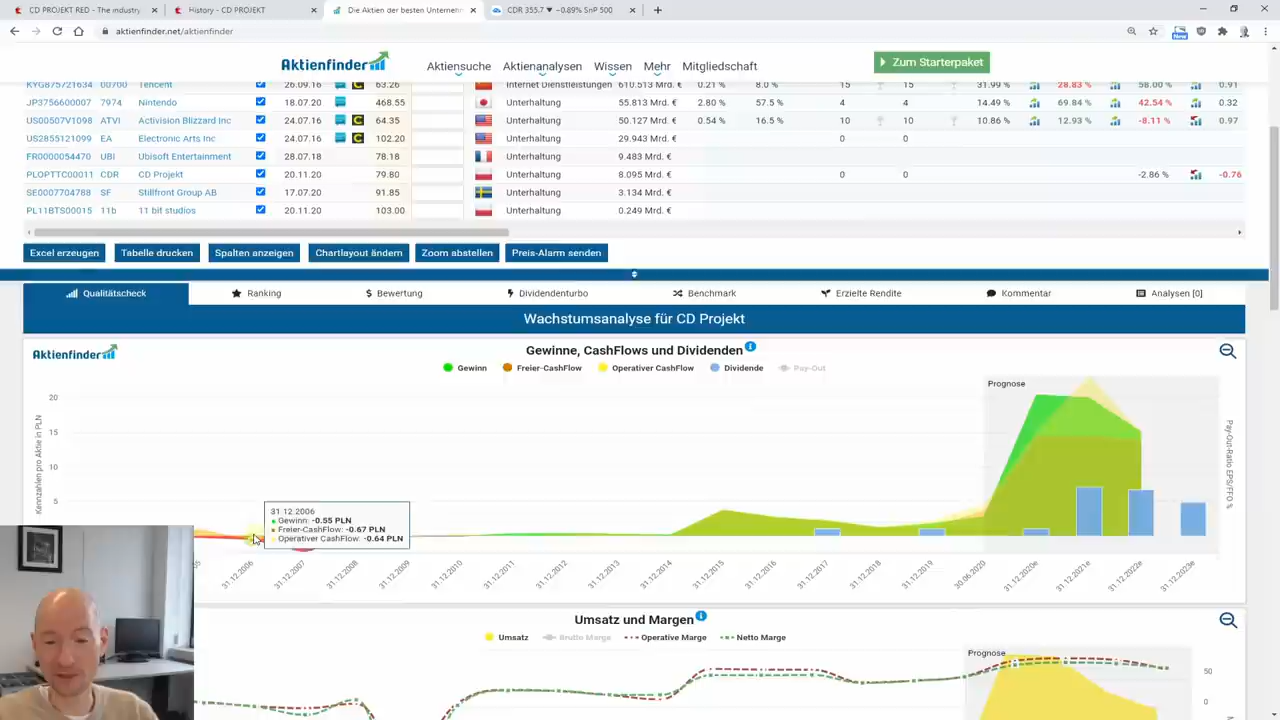 CD PROJEKT RED - The industry
History - CD PROJEKT
Die Aktien der besten Unterneh
CDR 355.7 ▼ −0.89% SnP 500
aktienfinder.net/aktienfinder
Aktienfinder
Aktiensuche
Aktienanalysen
Wissen
Mehr
Mitgliedschaft
Zum Starterpaket
KYG875721634 00700 Tencent 26.09.16 C 63.26 Internet Dienstleistungen 610.513 Mrd. € 0.21 % 8.0 % 15 15 31.99 % 28.83 % 58.00 % 0.91
JP3756600007 7974 Nintendo 18.07.20 468.55 Unterhaltung 55.813 Mrd. € 2.80 % 57.5 % 4 4 14.49 % 69.84 % 42.54 % 0.32
US00507V1098 ATVI Activision Blizzard Inc 24.07.16 C 64.35 Unterhaltung 50.127 Mrd. € 0.54 % 16.5 % 10 10 10.86 % 12.93 % -8.11 % 0.97
US2855121099 EA Electronic Arts Inc 24.07.16 C 102.20 Unterhaltung 29.943 Mrd. € 0 0
FR0000054470 UBI Ubisoft Entertainment 28.07.18 78.18 Unterhaltung 9.483 Mrd. €
PLOPTTC00011 CDR CD Projekt 20.11.20 79.80 Unterhaltung 8.095 Mrd. € 0 0 -2.86 % -0.76
SE0007704788 SF Stillfront Group AB 17.07.20 91.85 Unterhaltung 3.134 Mrd. €
PL11BTS00015 11b 11 bit studios 20.11.20 103.00 Unterhaltung 0.249 Mrd. €
Excel erzeugen
Tabelle drucken
Spalten anzeigen
Chartlayout ändern
Zoom abstellen
Preis-Alarm senden
Qualitätscheck
Ranking
$ Bewertung
Dividendenturbo
Benchmark
Erzielte Rendite
Kommentar
Analysen [0]
Wachstumsanalyse für CD Projekt
Aktienfinder
Gewinne, CashFlows und Dividenden
Gewinn
Freier-CashFlow
Operativer CashFlow
Dividende
Pay-Out
Prognose
Kennzahlen pro Aktie in PLN
20
15
10
5
Pay-Out-Ratio EPS/FFO %
31.12.2006
Gewinn: -0.55 PLN
Freier-CashFlow: -0.67 PLN
Operativer CashFlow: -0.64 PLN
31.12.2006
31.12.2007
31.12.2008
31.12.2009
31.12.2010
31.12.2011
31.12.2012
31.12.2013
31.12.2014
31.12.2015
31.12.2016
31.12.2017
31.12.2018
31.12.2019
30.06.2020
31.12.2020e
31.12.2021e
31.12.2022e
31.12.2023e
Umsatz und Margen
Umsatz
Brutto Marge
Operative Marge
Netto Marge
Prognose
50
0